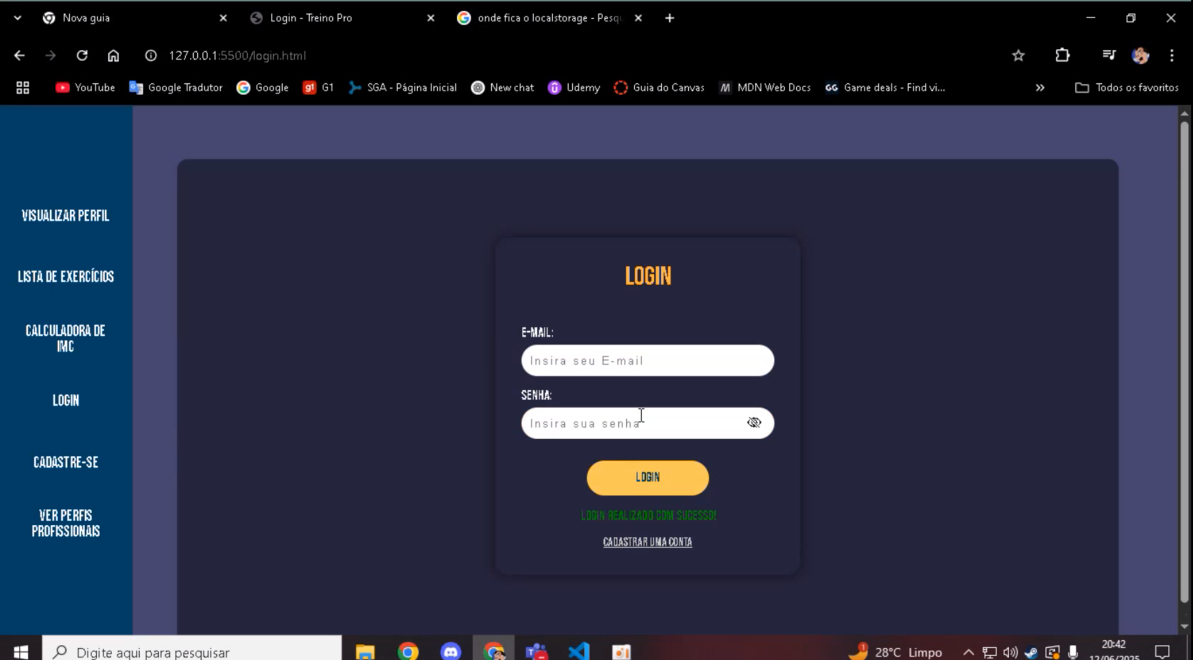 Nova guia
Login - Treino Pro
onde fica o localstorage - Pesqu
127.0.0.1:5500/login.html
YouTube
Google Tradutor
Google
G1
SGA - Página Inicial
New chat
Udemy
Guia do Canvas
MDN Web Docs
Game deals - Find vi...
»
Todos os favoritos
VISUALIZAR PERFIL
LISTA DE EXERCÍCIOS
CALCULADORA DE
IMC
LOGIN
CADASTRE-SE
VER PERFIS
PROFISSIONAIS
LOGIN
E-MAIL:
Insira seu E-mail
SENHA:
Insira sua senha
LOGIN
LOGIN REALIZADO COM SUCESSO!
CADASTRAR UMA CONTA
Digite aqui para pesquisar
28°C Limpo
20:42
12/06/2025